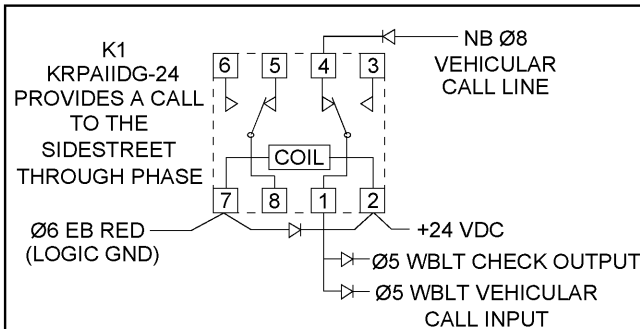 K1
KRPAIIDG-24
PROVIDES A CALL
TO THE
SIDESTREET
THROUGH PHASE
6 5 4 3
NB Ø8
VEHICULAR
CALL LINE
COIL
7 8 1 2
Ø6 EB RED
(LOGIC GND)
+24 VDC
Ø5 WBLT CHECK OUTPUT
Ø5 WBLT VEHICULAR
CALL INPUT